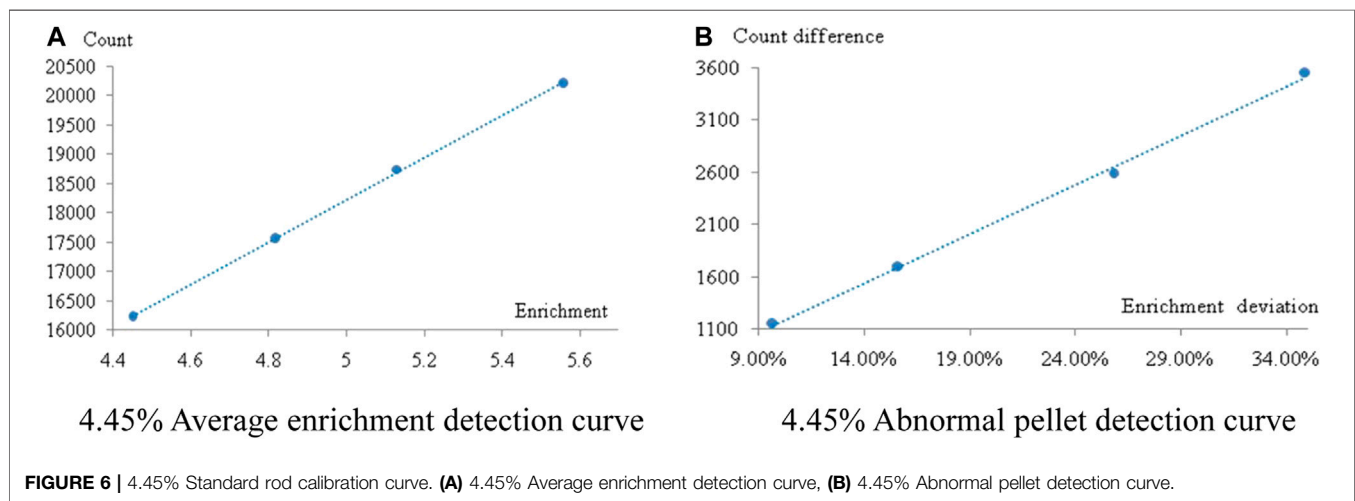 A Count
20500
20000
19500
19000
18500
18000
17500
17000
16500
16000
Enrichment
4.4 4.6 4.8 5 5.2 5.4 5.6
4.45% Average enrichment detection curve
B Count difference
3600
3100
2600
2100
1600
1100
Enrichment deviation
9.00% 14.00% 19.00% 24.00% 29.00% 34.00%
4.45% Abnormal pellet detection curve
FIGURE 6 | 4.45% Standard rod calibration curve. (A) 4.45% Average enrichment detection curve, (B) 4.45% Abnormal pellet detection curve.